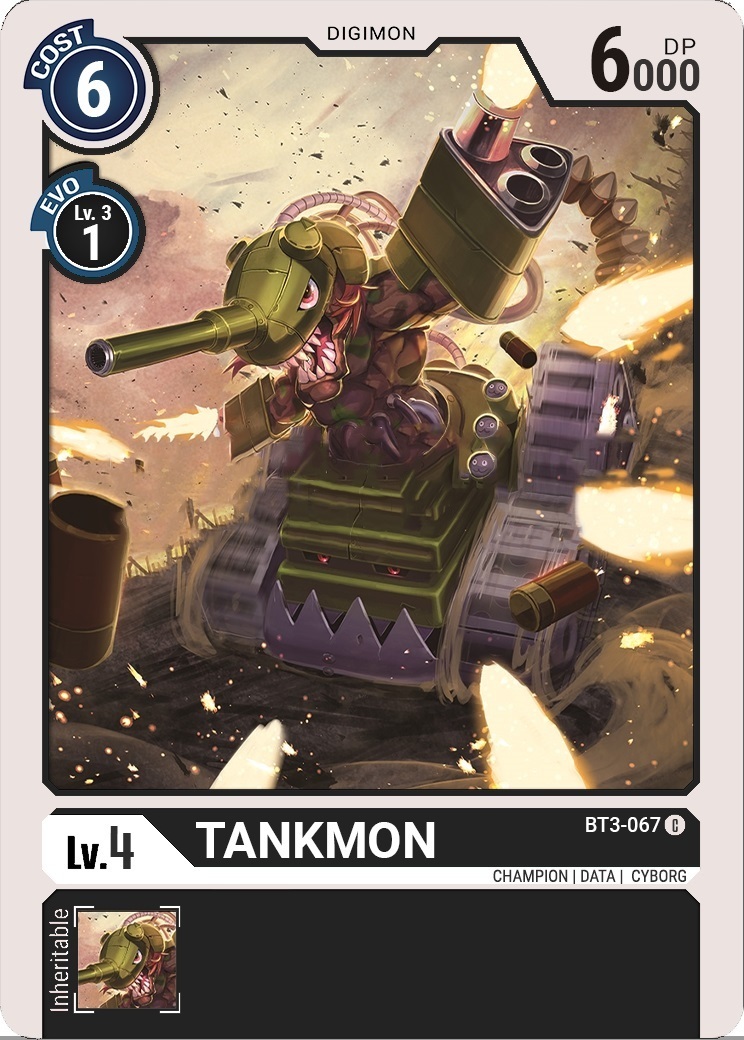 DIGIMON
COST
6
DP
6000
EVO
Lv. 3
1
Lv.4
TANKMON
BT3-067 C
CHAMPION | DATA | CYBORG
Inheritable